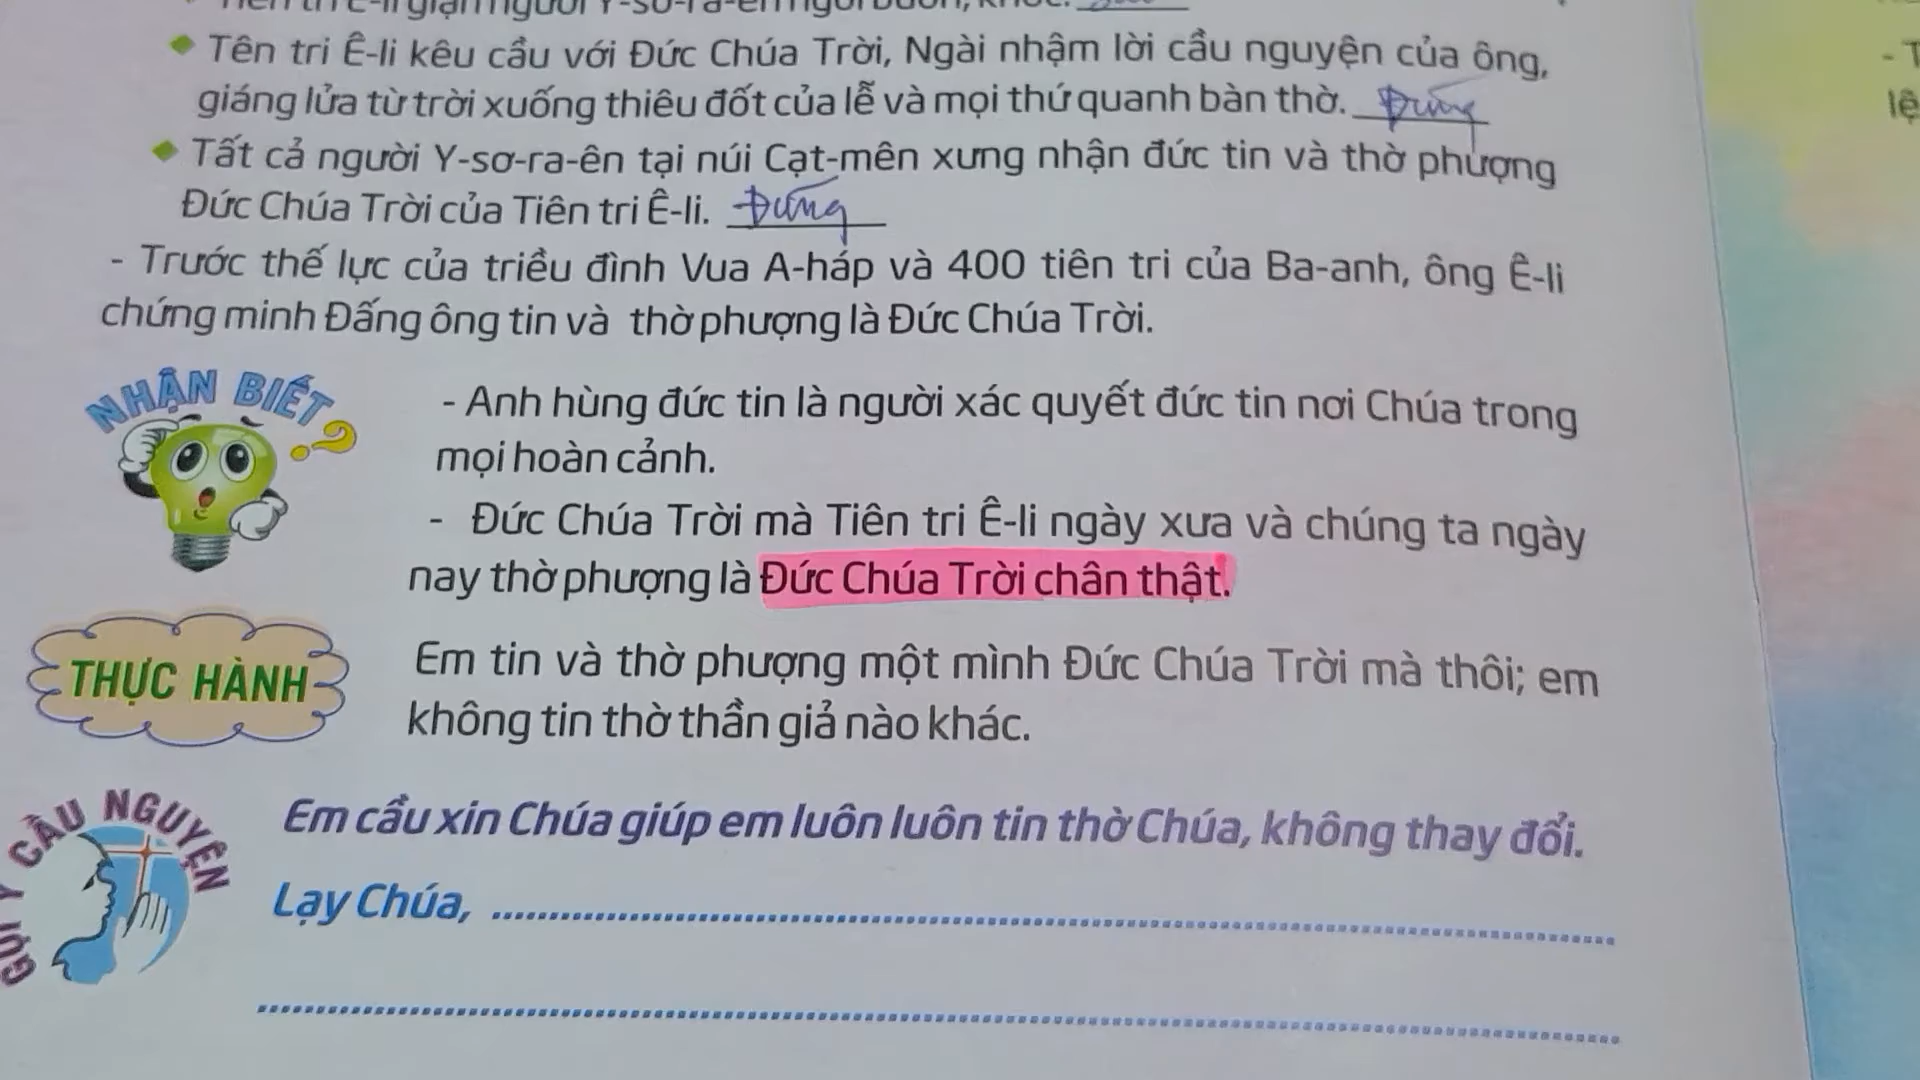 Tên tri Ê-li kêu cầu với Đức Chúa Trời, Ngài nhậm lời cầu nguyện của ông,
giáng lửa từ trời xuống thiêu đốt của lễ và mọi thứ quanh bàn thờ. Đúng
Tất cả người Y-sơ-ra-ên tại núi Cạt-mên xưng nhận đức tin và thờ phượng
Đức Chúa Trời của Tiên tri Ê-li. Đúng
- Trước thế lực của triều đình Vua A-háp và 400 tiên tri của Ba-anh, ông Ê-li
chứng minh Đấng ông tin và thờ phượng là Đức Chúa Trời.
NHẬN BIẾT?
- Anh hùng đức tin là người xác quyết đức tin nơi Chúa trong
mọi hoàn cảnh.
- Đức Chúa Trời mà Tiên tri Ê-li ngày xưa và chúng ta ngày
nay thờ phượng là Đức Chúa Trời chân thật.
THỰC HÀNH
Em tin và thờ phượng một mình Đức Chúa Trời mà thôi; em
không tin thờ thần giả nào khác.
GỢI Ý CẦU NGUYỆN
Em cầu xin Chúa giúp em luôn luôn tin thờ Chúa, không thay đổi.
Lạy Chúa,
- T
lệ